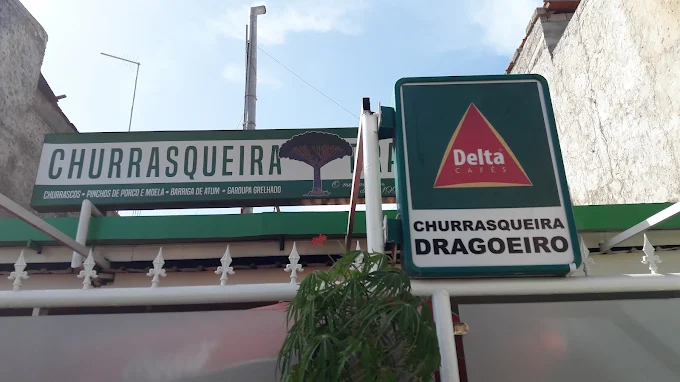 CHURRASQUEIRA
CHURRASCOS • PINCHOS DE PORCO E MOELA • BARRIGA DE ATUM • GAROUPA GRELHADO
Delta
CAFÉS
CHURRASQUEIRA
DRAGOEIRO